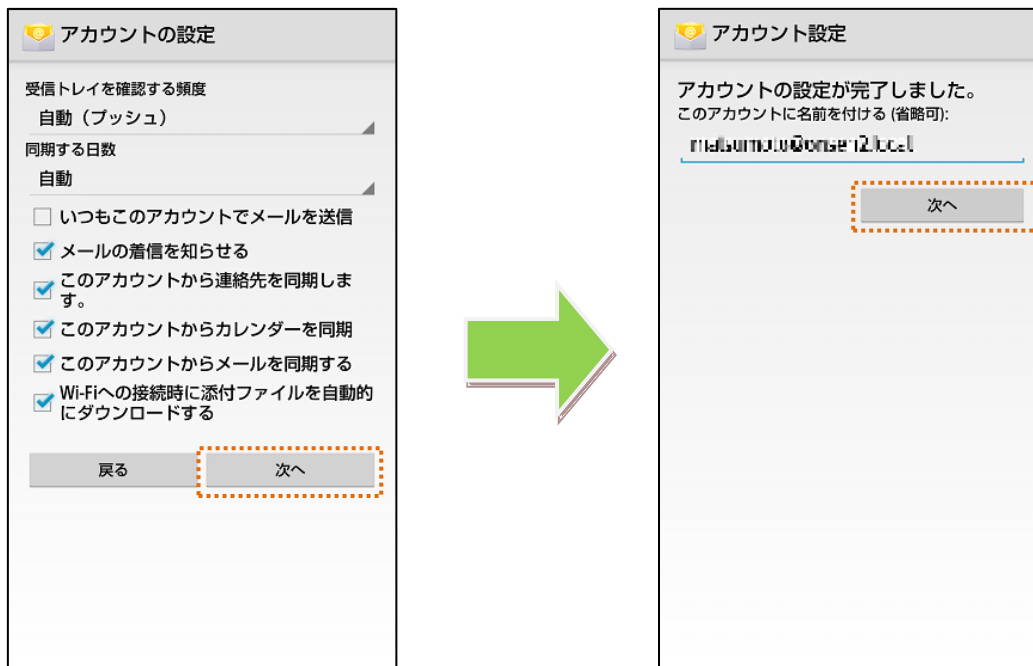 アカウントの設定
受信トレイを確認する頻度
自動（プッシュ）
同期する日数
自動
いつもこのアカウントでメールを送信
メールの着信を知らせる
このアカウントから連絡先を同期しま
す。
このアカウントからカレンダーを同期
このアカウントからメールを同期する
Wi-Fiへの接続時に添付ファイルを自動的
にダウンロードする
戻る
次へ
アカウント設定
アカウントの設定が完了しました。
このアカウントに名前を付ける (省略可):
次へ